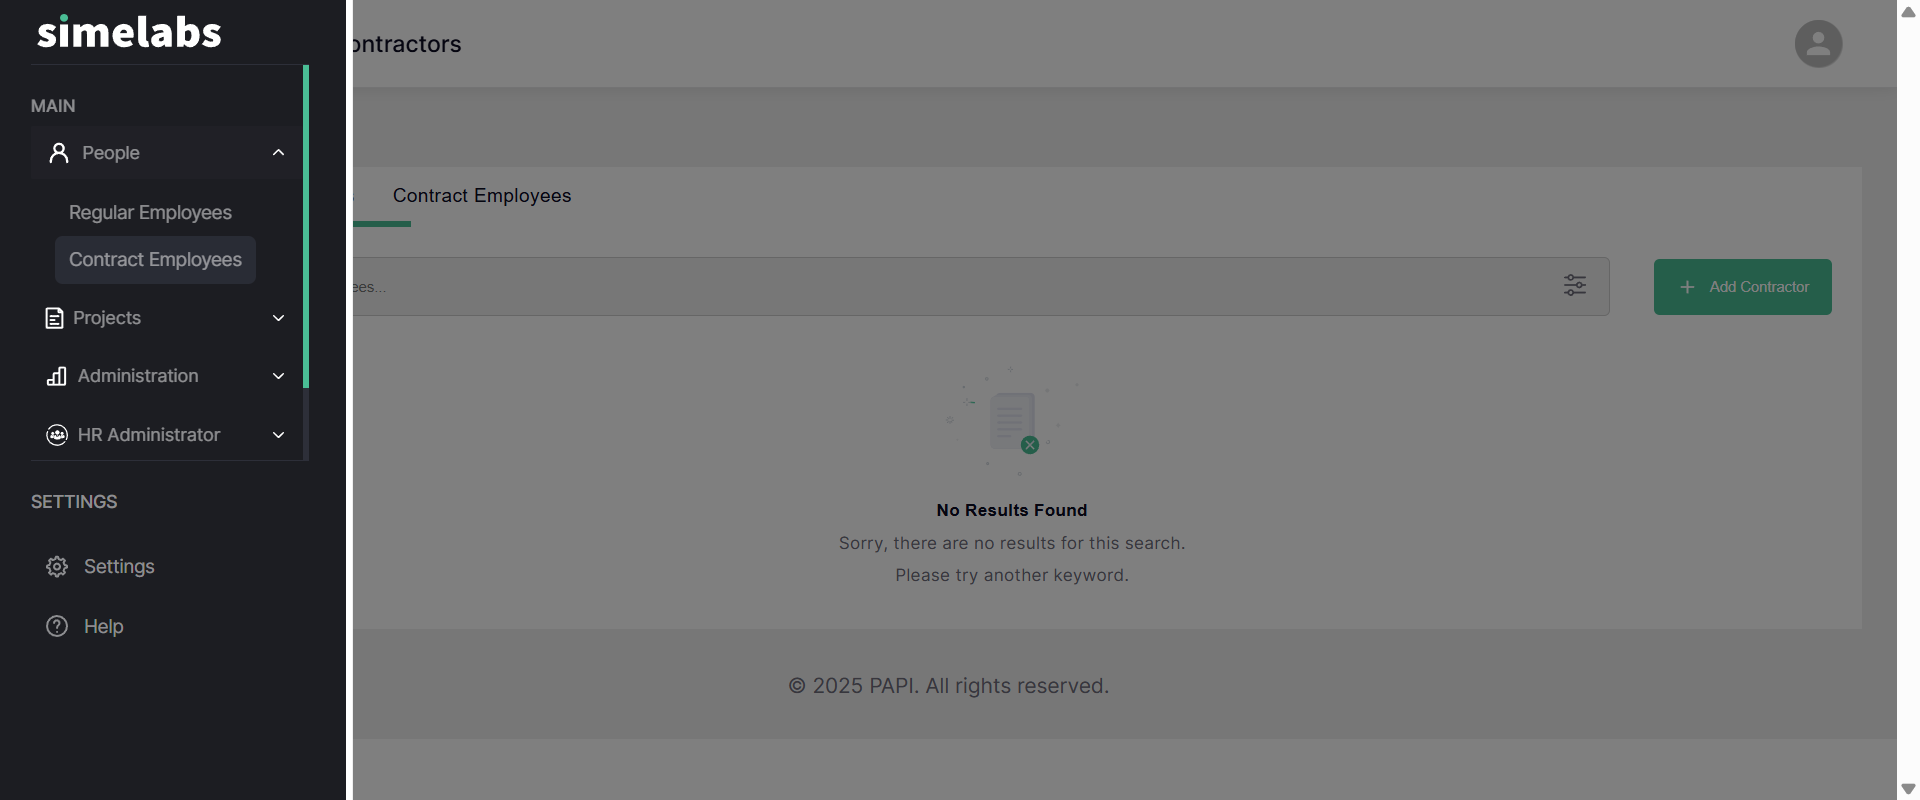 simelabs
MAIN
People
Regular Employees
Contract Employees
Projects
Administration
HR Administrator
SETTINGS
Settings
Help
ontractors
Contract Employees
ees...
Add Contractor
No Results Found
Sorry, there are no results for this search.
Please try another keyword.
© 2025 PAPI. All rights reserved.